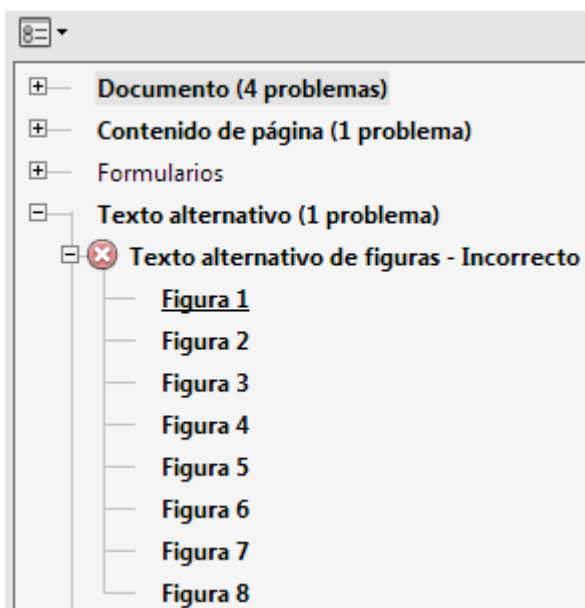 Documento (4 problemas)
Contenido de página (1 problema)
Formularios
Texto alternativo (1 problema)
Texto alternativo de figuras - Incorrecto
Figura 1
Figura 2
Figura 3
Figura 4
Figura 5
Figura 6
Figura 7
Figura 8